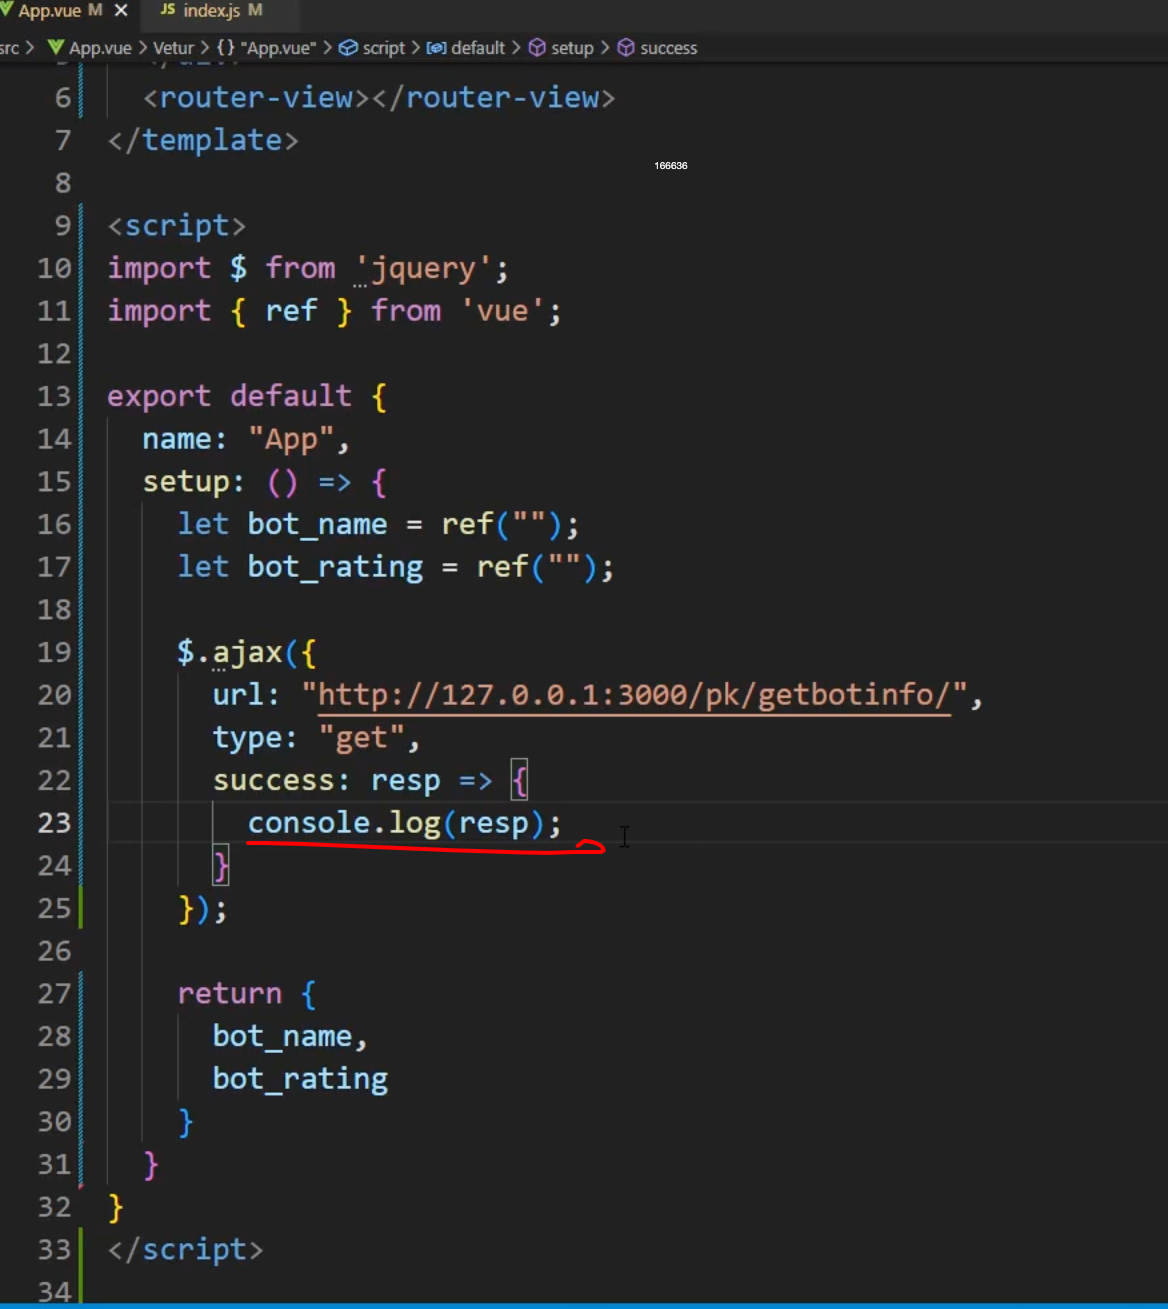 App.vue M × JS index.js M
src > App.vue > Vetur > {} "App.vue" > script > default > setup > success
6 <router-view></router-view>
7 </template>
166636
8
9 <script>
10 import $ from 'jquery';
11 import { ref } from 'vue';
12
13 export default {
14 name: "App",
15 setup: () => {
16 let bot_name = ref("");
17 let bot_rating = ref("");
18
19 $.ajax({
20 url: "http://127.0.0.1:3000/pk/getbotinfo/",
21 type: "get",
22 success: resp => {
23 console.log(resp);
24 }
25 });
26
27 return {
28 bot_name,
29 bot_rating
30 }
31 }
32 }
33 </script>
34